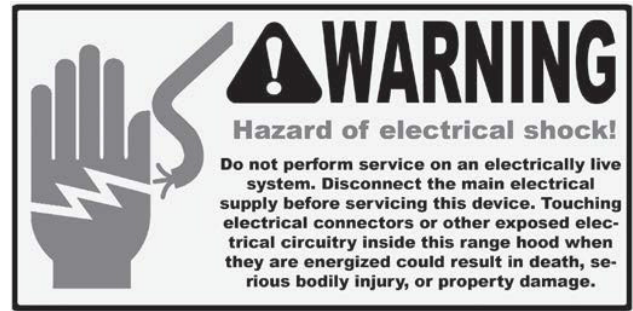 WARNING
Hazard of electrical shock!
Do not perform service on an electrically live
system. Disconnect the main electrical
supply before servicing this device. Touching
electrical connectors or other exposed elec-
trical circuitry inside this range hood when
they are energized could result in death, se-
rious bodily injury, or property damage.